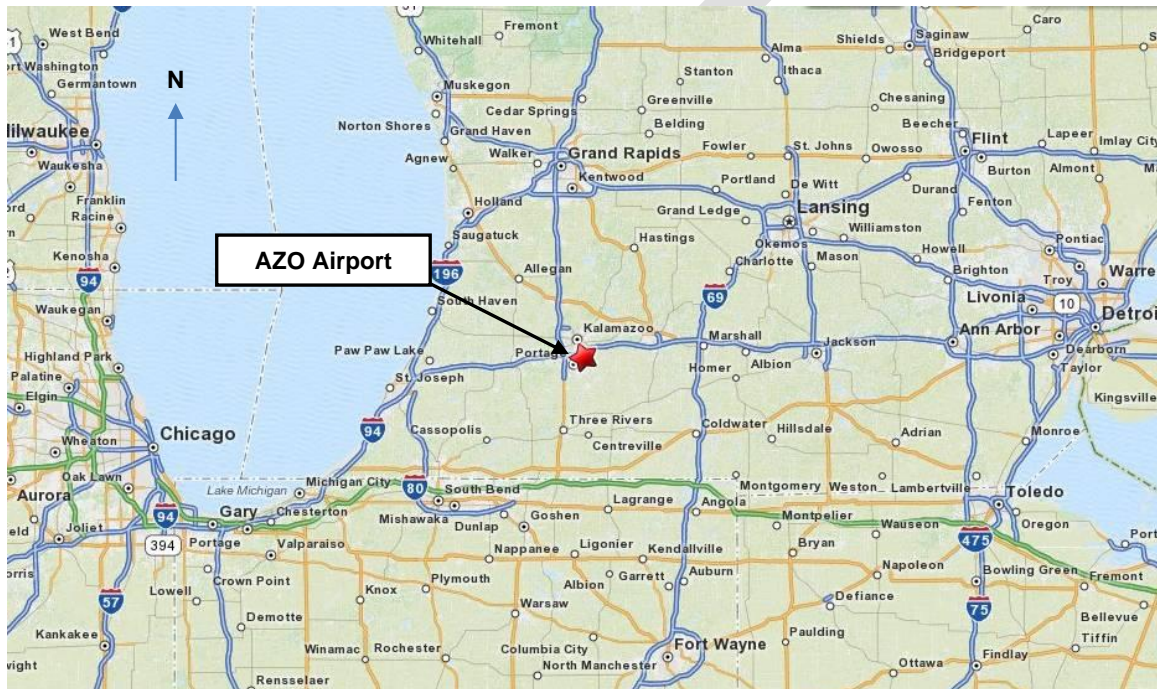 31
Fremont
Caro
West Bend
Whitehall
Alma
Shields
Saginaw
Bridgeport
Washington
Germantown
Muskegon
Stanton
Ithaca
N
Cedar Springs
Greenville
Chesaning
Norton Shores
Grand Haven
Belding
Beecher
Flint
Lapeer
Imlay City
Milwaukee
Waukesha
Agnew
Walker
Grand Rapids
Fowler
St. Johns
Owosso
Burton
Almont
Kentwood
Portland
De Witt
Durand
Franklin
Racine
Holland
Grand Ledge
Lansing
Fenton
Saugatuck
Hastings
Okemos
Williamston
Pontiac
Kenosha
94
AZO Airport
196
Allegan
Charlotte
Mason
Howell
Brighton
Troy
Warre
Waukegan
South Haven
69
Livonia
10
Detroi
Highland Park
Paw Paw Lake
Portage
Kalamazoo
Marshall
Albion
Jackson
Ann Arbor
Dearborn
Taylor
Palatine
Elgin
St. Joseph
Homer
Kingsville
Wheaton
Chicago
94
Cassopolis
Three Rivers
Centreville
Coldwater
Hillsdale
Adrian
Monroe
Oak Lawn
Lake Michigan
Michigan City
80
South Bend
Montgomery
Weston
Lambertville
Aurora
Gary
Chesterton
Mishawaka
Dunlap
Goshen
Lagrange
Angola
Montpelier
Toledo
Oregon
Joliet
94
394
Portage
Valparaiso
Nappanee
Ligonier
Kendallville
Bryan
Wauseon
475
Port
Lowell
Crown Point
Knox
Plymouth
Albion
Garrett
Auburn
Napoleon
Bowling Green
Fremont
57
Demotte
Warsaw
Defiance
75
Bellevue
Kankakee
Winamac
Rochester
Columbia City
Fort Wayne
Paulding
Tiffin
Rensselaer
North Manchester
Ottawa
Findlay